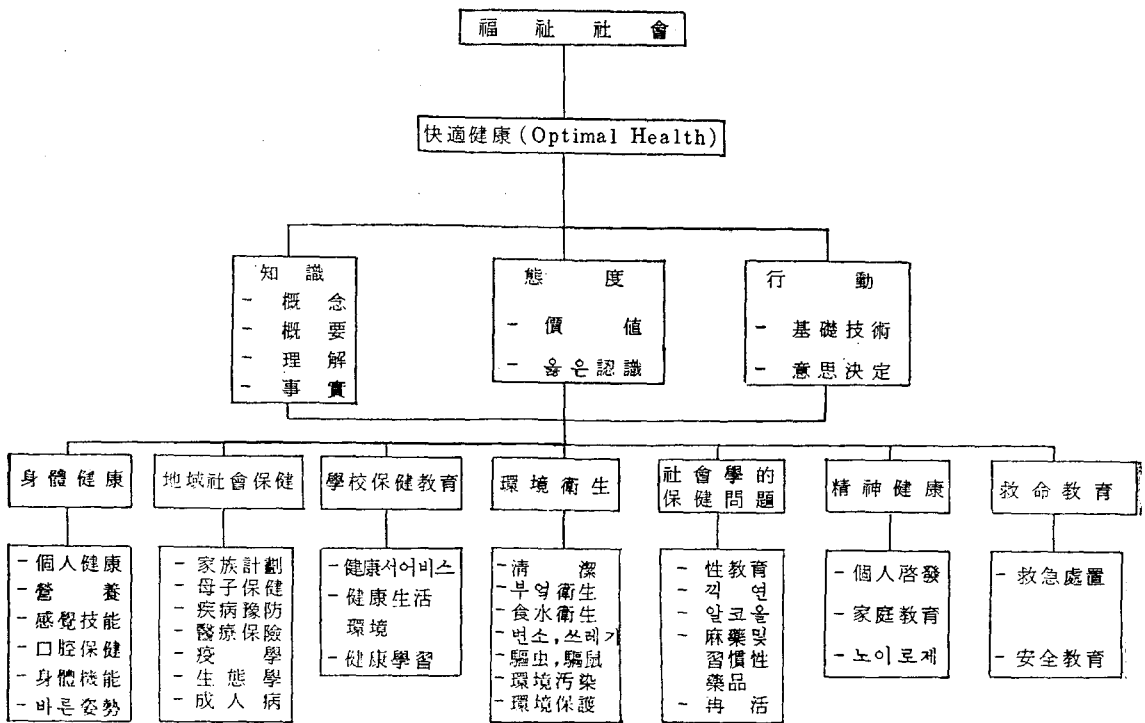 福祉社會
快適健康(Optimal Health)
知識
- 概念
- 概要
- 理解
- 事實
態度
- 價値
- 옳은認識
行動
- 基礎技術
- 意思決定
身體健康
- 個人健康
- 營養
- 感覺技能
- 口腔保健
- 身體機能
- 바른姿勢
地域社會保健
- 家族計劃
- 母子保健
- 疾病豫防
- 醫療保險
- 疫學
- 生態學
- 成人病
學校保健教育
- 健康서어비스
- 健康生活
環境
- 健康學習
環境衛生
- 清潔
- 부엌衛生
- 食水衛生
- 변소,쓰레기
- 驅虫,驅鼠
- 環境汚染
- 環境保護
社會學的
保健問題
- 性教育
- 끽연
- 알코올
- 麻藥및
習慣性
藥品
- 再活
精神健康
- 個人啓發
- 家庭教育
- 노이로제
救命教育
- 救急處置
- 安全教育